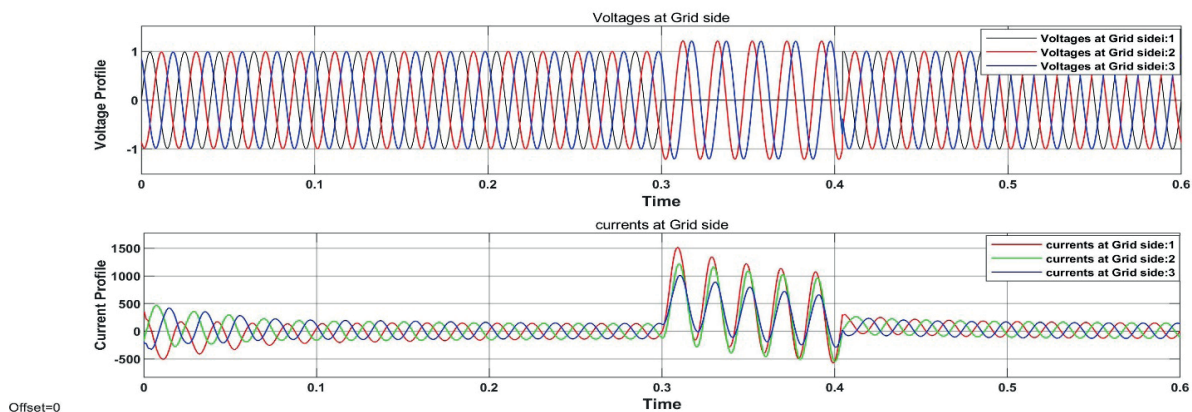 Voltages at Grid side
Voltage Profile
1
0
-1
Voltages at Grid sidei:1
Voltages at Grid sidei:2
Voltages at Grid sidei:3
0 0.1 0.2 0.3 0.4 0.5 0.6
Time
currents at Grid side
Current Profile
1500
1000
500
0
-500
currents at Grid side:1
currents at Grid side:2
currents at Grid side:3
0 0.1 0.2 0.3 0.4 0.5 0.6
Time
Offset=0